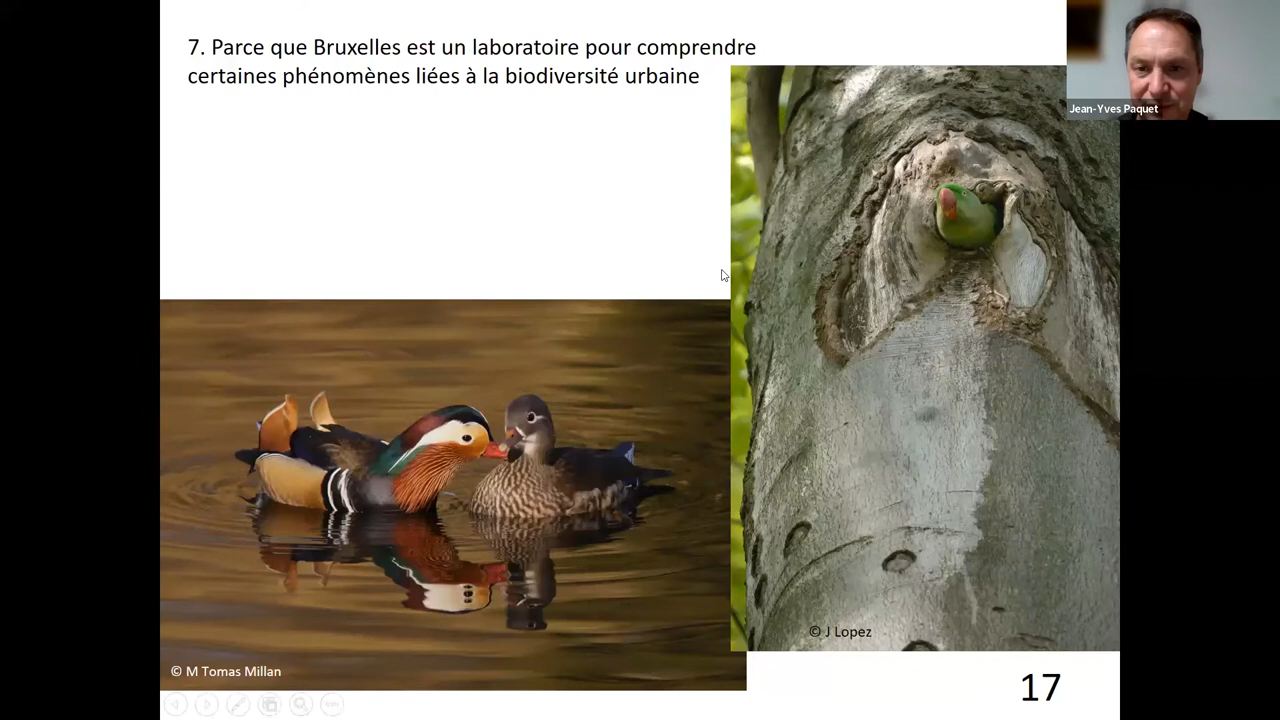 7. Parce que Bruxelles est un laboratoire pour comprendre
certaines phénomènes liées à la biodiversité urbaine
Jean-Yves Paquet
© J Lopez
© M Tomas Millan
17